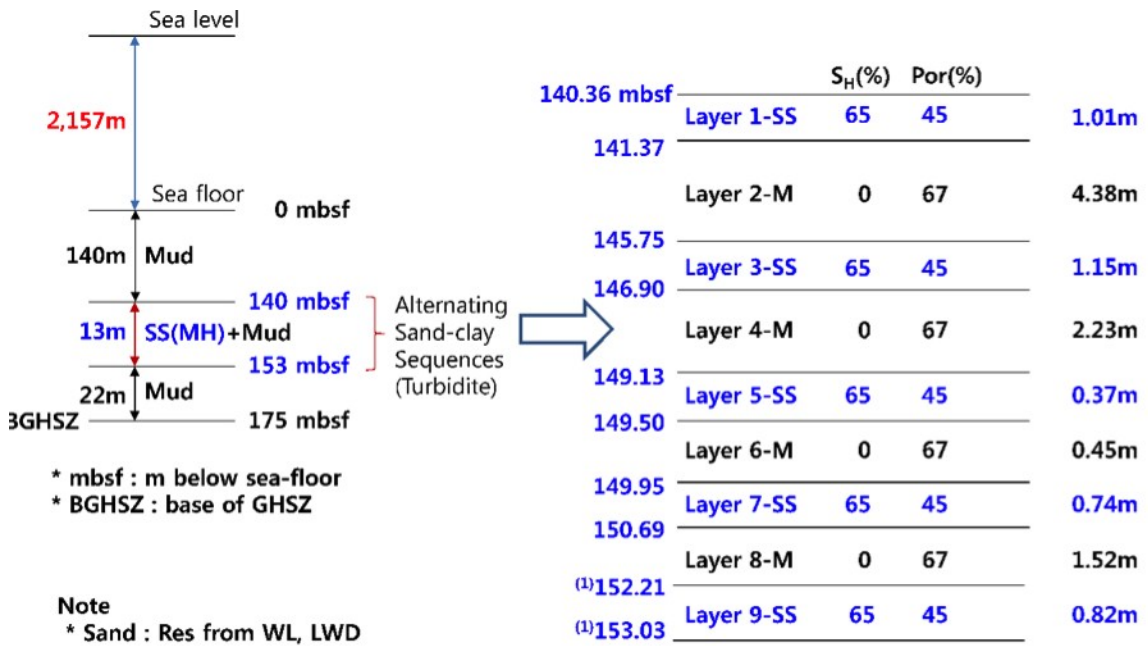 Sea level
2,157m
Sea floor
0 mbsf
140m Mud
140 mbsf
13m SS(MH)+Mud
153 mbsf
22m Mud
BGHSZ 175 mbsf
Alternating
Sand-clay
Sequences
(Turbidite)
* mbsf : m below sea-floor
* BGHSZ : base of GHSZ
Note
* Sand : Res from WL, LWD
S_H(%) Por(%)
140.36 mbsf
Layer 1-SS 65 45 1.01m
141.37
Layer 2-M 0 67 4.38m
145.75
Layer 3-SS 65 45 1.15m
146.90
Layer 4-M 0 67 2.23m
149.13
Layer 5-SS 65 45 0.37m
149.50
Layer 6-M 0 67 0.45m
149.95
Layer 7-SS 65 45 0.74m
150.69
Layer 8-M 0 67 1.52m
(1)152.21
Layer 9-SS 65 45 0.82m
(1)153.03